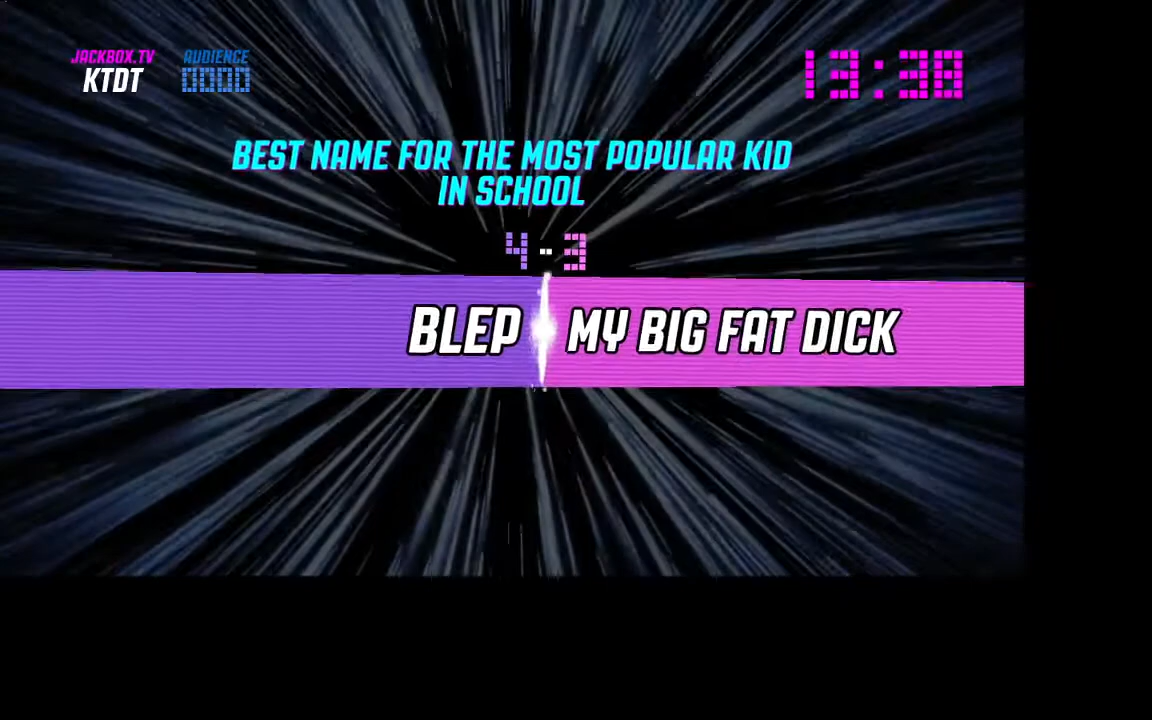 JACKBOX.TV
KTDT
AUDIENCE
0000
13:38
BEST NAME FOR THE MOST POPULAR KID
IN SCHOOL
4-3
BLEP
MY BIG FAT DICK